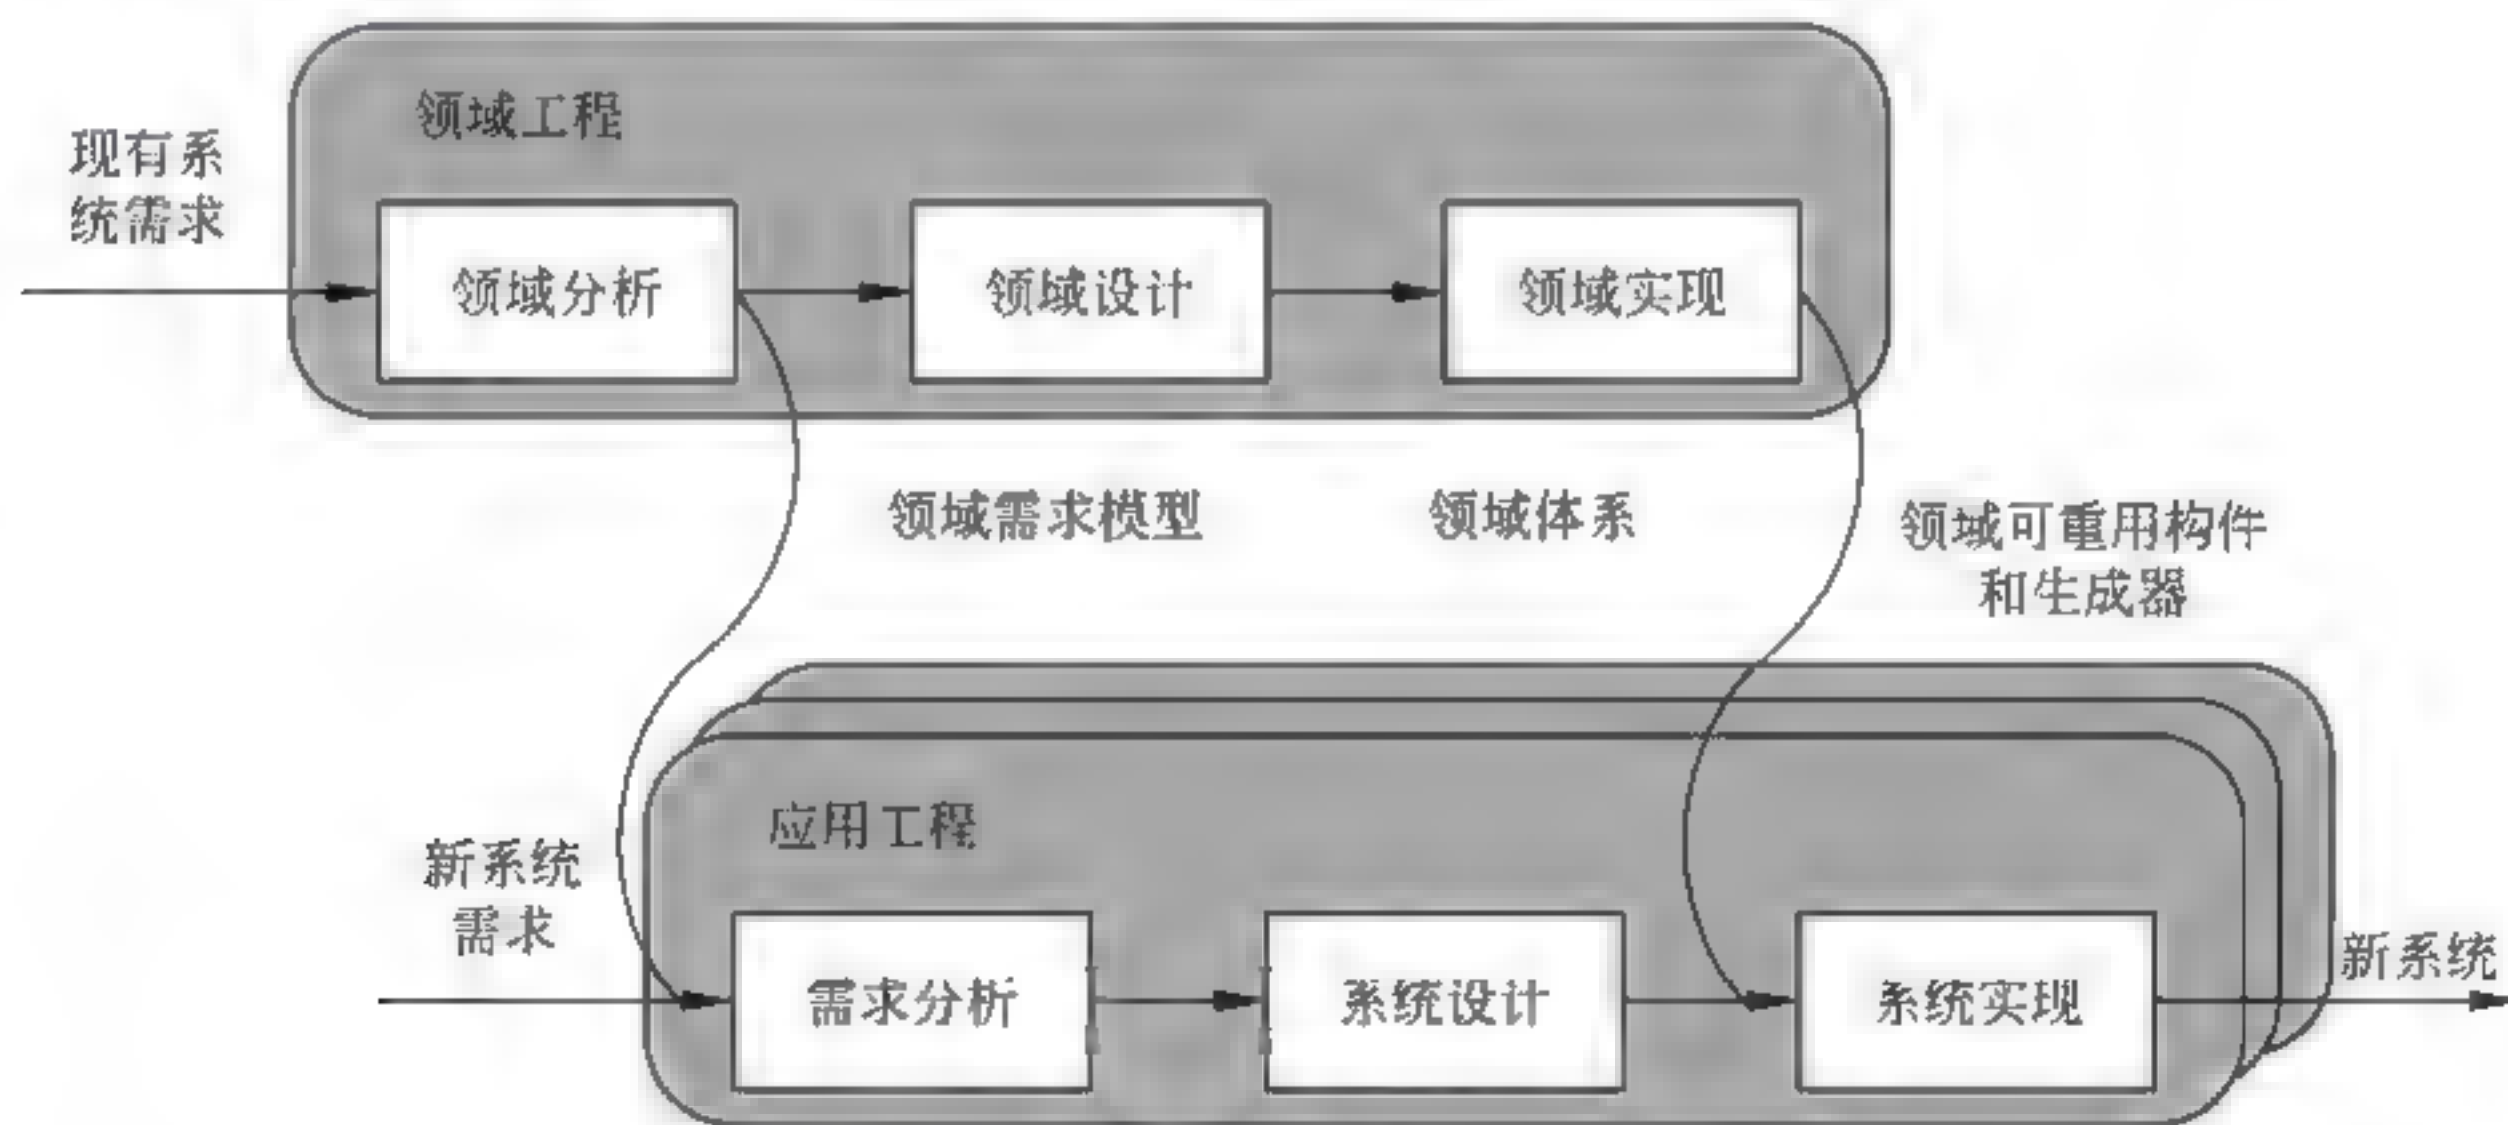 领域工程
现有系
统需求
领域分析
领域设计
领域实现
领域需求模型
领域体系
领域可重用构件
和生成器
应用工程
新系统
需求
需求分析
系统设计
系统实现
新系统